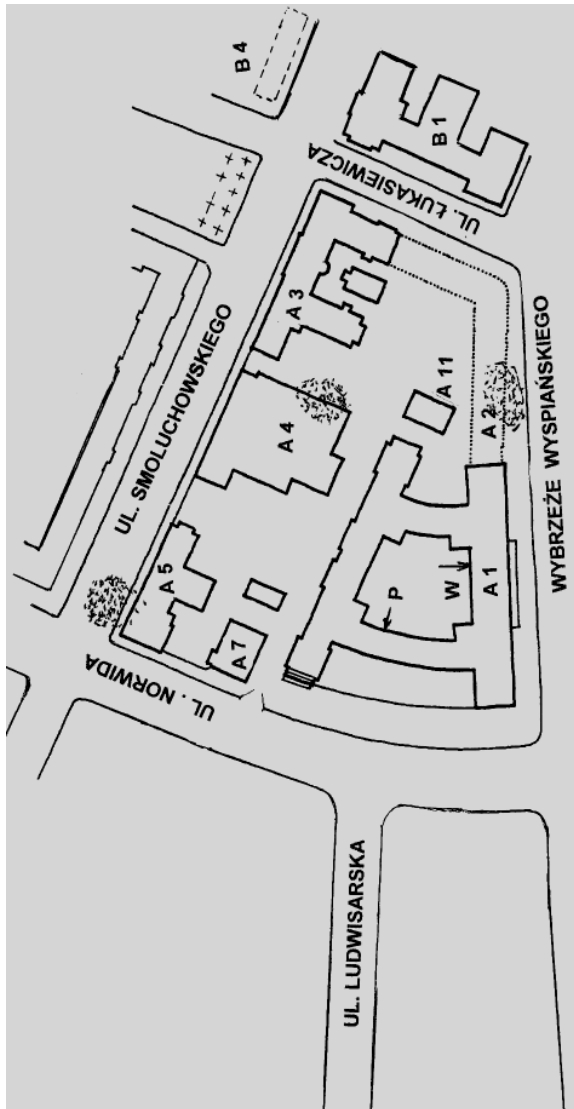 B 4
B 1
UL. ŁUKASIEWICZA
A 3
UL. SMOLUCHOWSKIEGO
A 11
A 2
WYBRZEŻE WYSPIAŃSKIEGO
A 4
A 5
P
W
A 1
A 7
UL. NORWIDA
UL. LUDWISARSKA